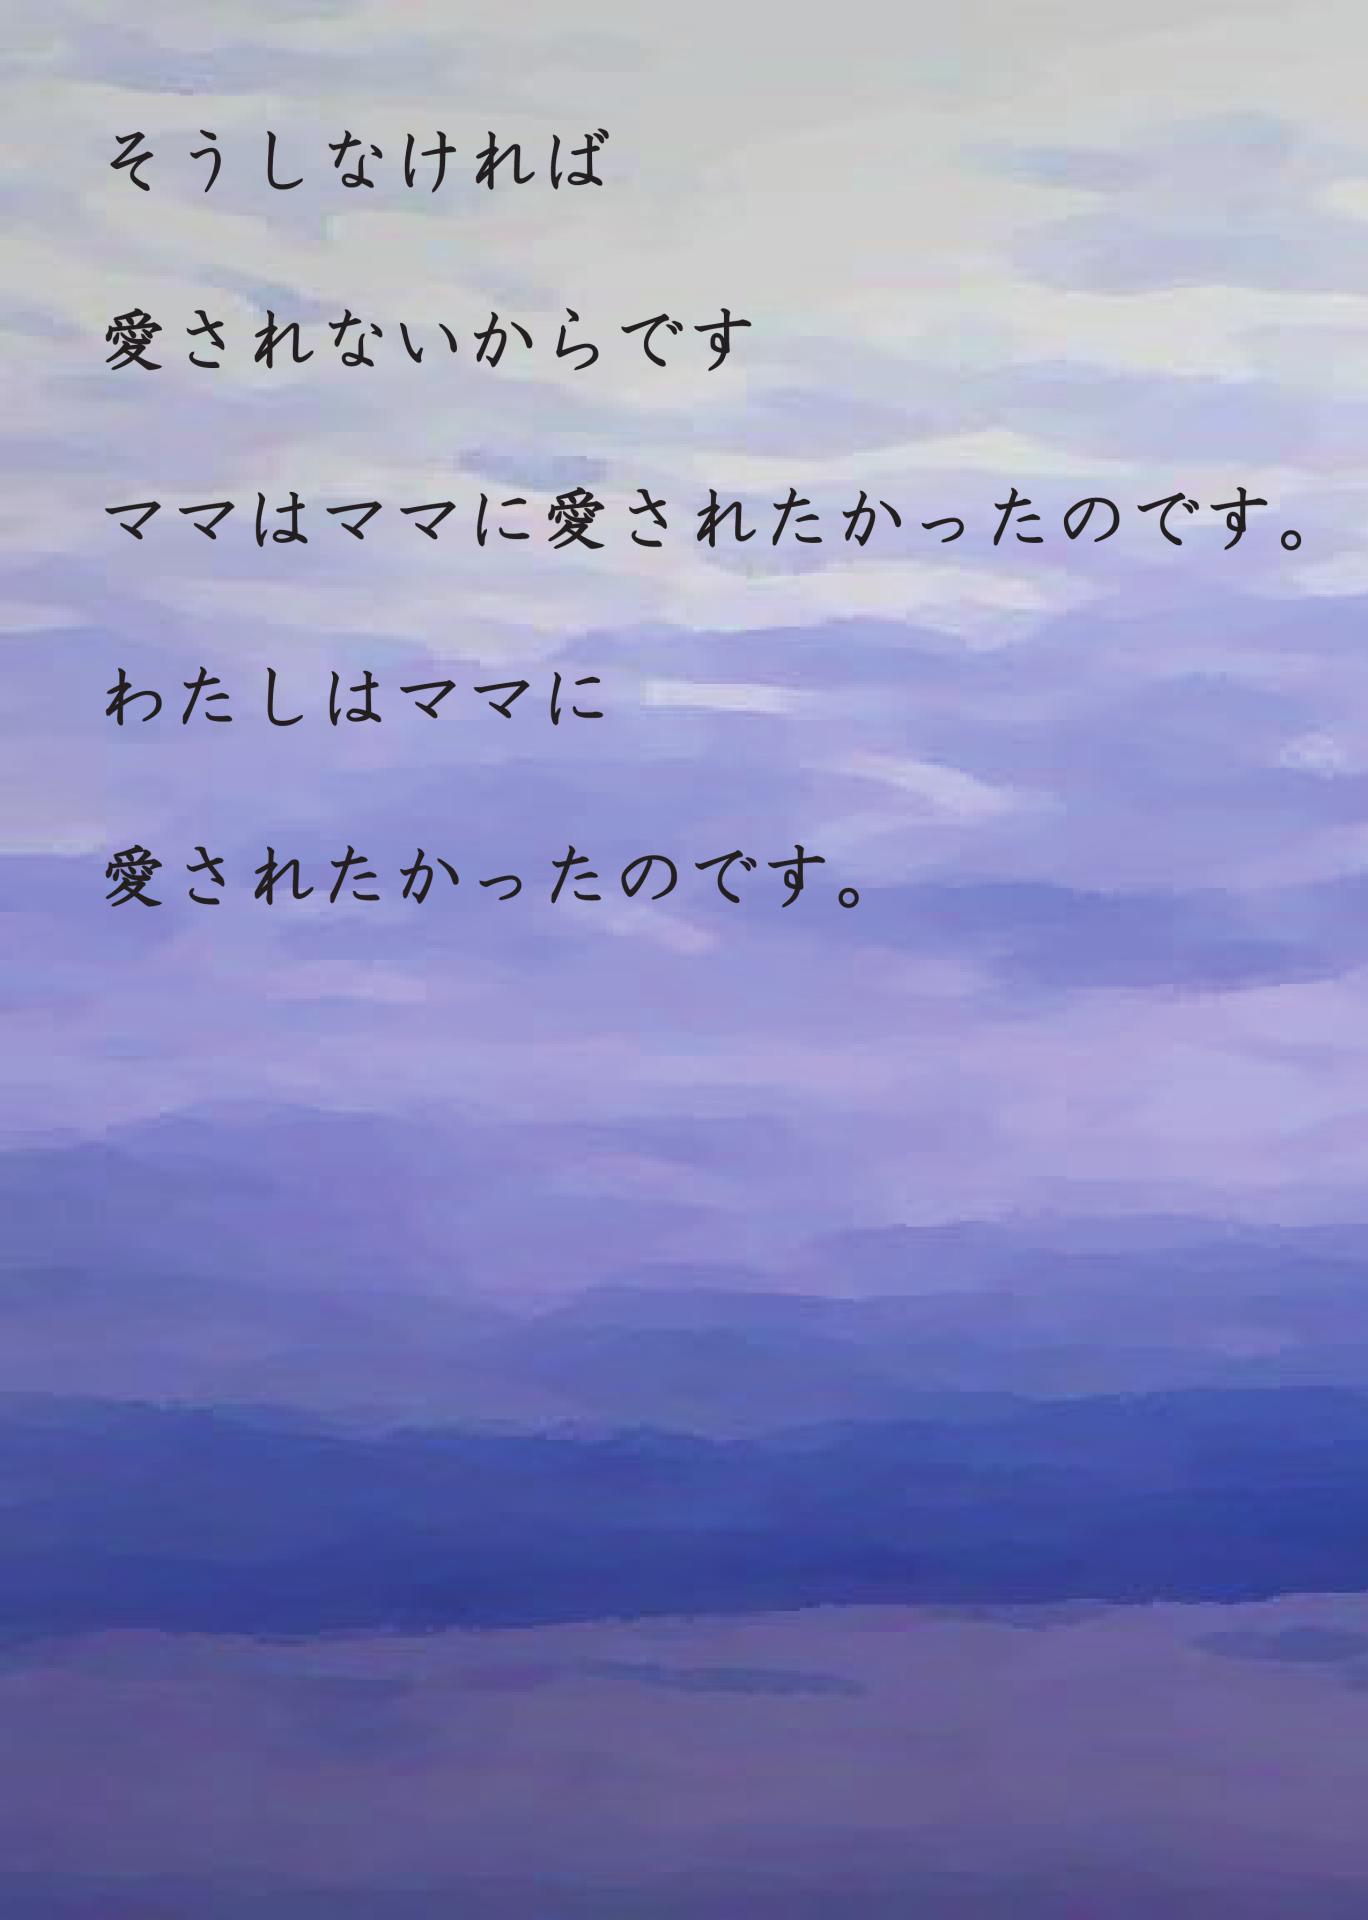 そうしなければ
愛されないからです
ママはママに愛されたかったのです。
わたしはママに
愛されたかったのです。